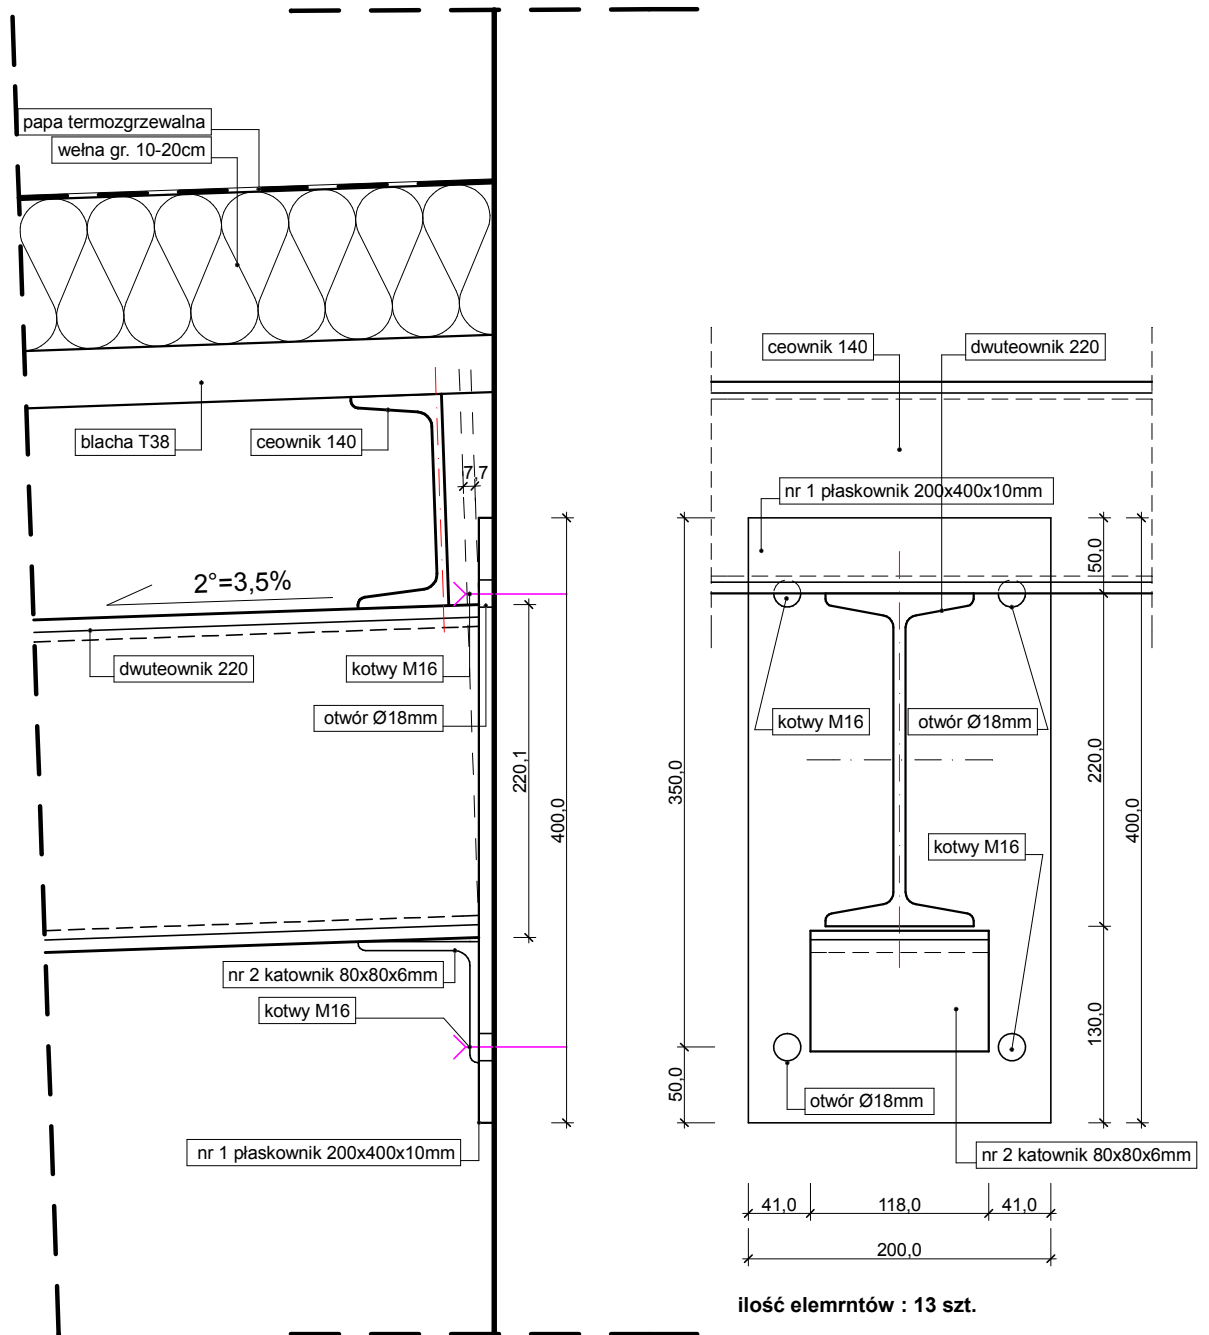 papa termozgrzewalna
wełna gr. 10-20cm
blacha T38
ceownik 140
7,7
2°=3,5%
dwuteownik 220
kotwy M16
otwór Ø18mm
220,1
400,0
nr 2 katownik 80x80x6mm
kotwy M16
nr 1 płaskownik 200x400x10mm
ceownik 140
dwuteownik 220
nr 1 płaskownik 200x400x10mm
50,0
kotwy M16
otwór Ø18mm
350,0
220,0
400,0
kotwy M16
130,0
50,0
otwór Ø18mm
nr 2 katownik 80x80x6mm
41,0
118,0
41,0
200,0
ilość elemrntów : 13 szt.